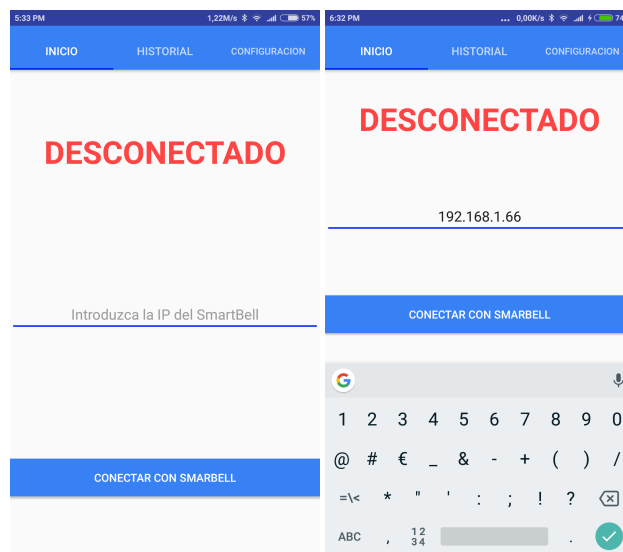 5:33 PM 1,22M/s 57%
INICIO HISTORIAL CONFIGURACION
DESCONECTADO
Introduzca la IP del SmartBell
CONECTAR CON SMARBELL
6:32 PM ... 0,00K/s 74
INICIO HISTORIAL CONFIGURACION
DESCONECTADO
192.168.1.66
CONECTAR CON SMARBELL
G
1 2 3 4 5 6 7 8 9 0
@ # € _ & - + ( ) /
=\< * " ' : ; ! ?
ABC , 12 34 .